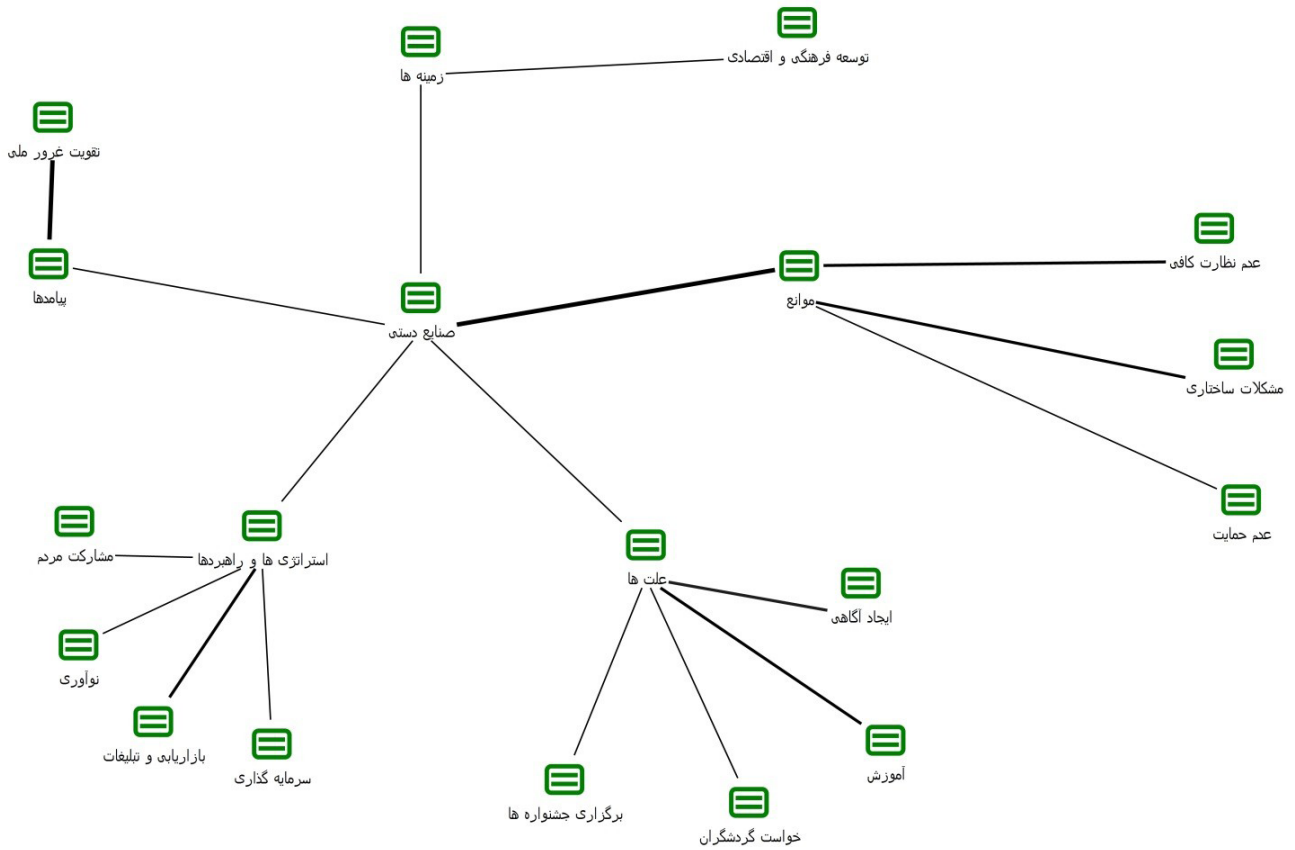 توسعه فرهنگی و اقتصادی
زمینه ها
تقویت غرور ملی
عدم نظارت کافی
موانع
پیامدها
صنایع دستی
مشکلات ساختاری
عدم حمایت
استراتژی ها و راهبردها
مشارکت مردم
علت ها
ایجاد آگاهی
نوآوری
بازاریابی و تبلیغات
سرمایه گذاری
آموزش
برگزاری جشنواره ها
خواست گردشگران